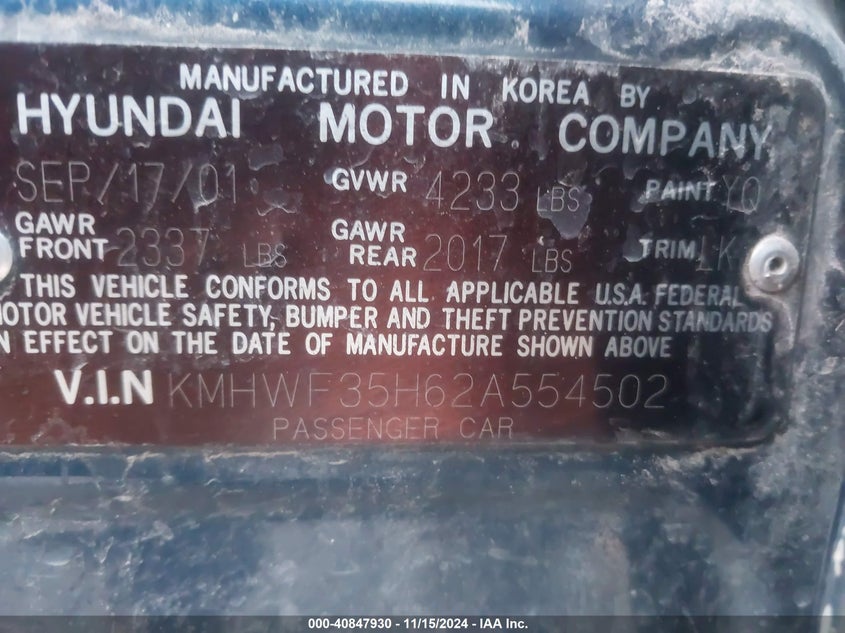 MANUFACTURED IN KOREA BY
HYUNDAI MOTOR COMPANY
SEP/17/01 GVWR 4233 LBS PAINT YQ
GAWR FRONT 2337 LBS GAWR REAR 2017 LBS TRIM LK
THIS VEHICLE CONFORMS TO ALL APPLICABLE U.S.A. FEDERAL
MOTOR VEHICLE SAFETY, BUMPER AND THEFT PREVENTION STANDARDS
N EFFECT ON THE DATE OF MANUFACTURE SHOWN ABOVE
V.I.N KMHWF35H62A554502
PASSENGER CAR
000-40847930 - 11/15/2024 - IAA Inc.